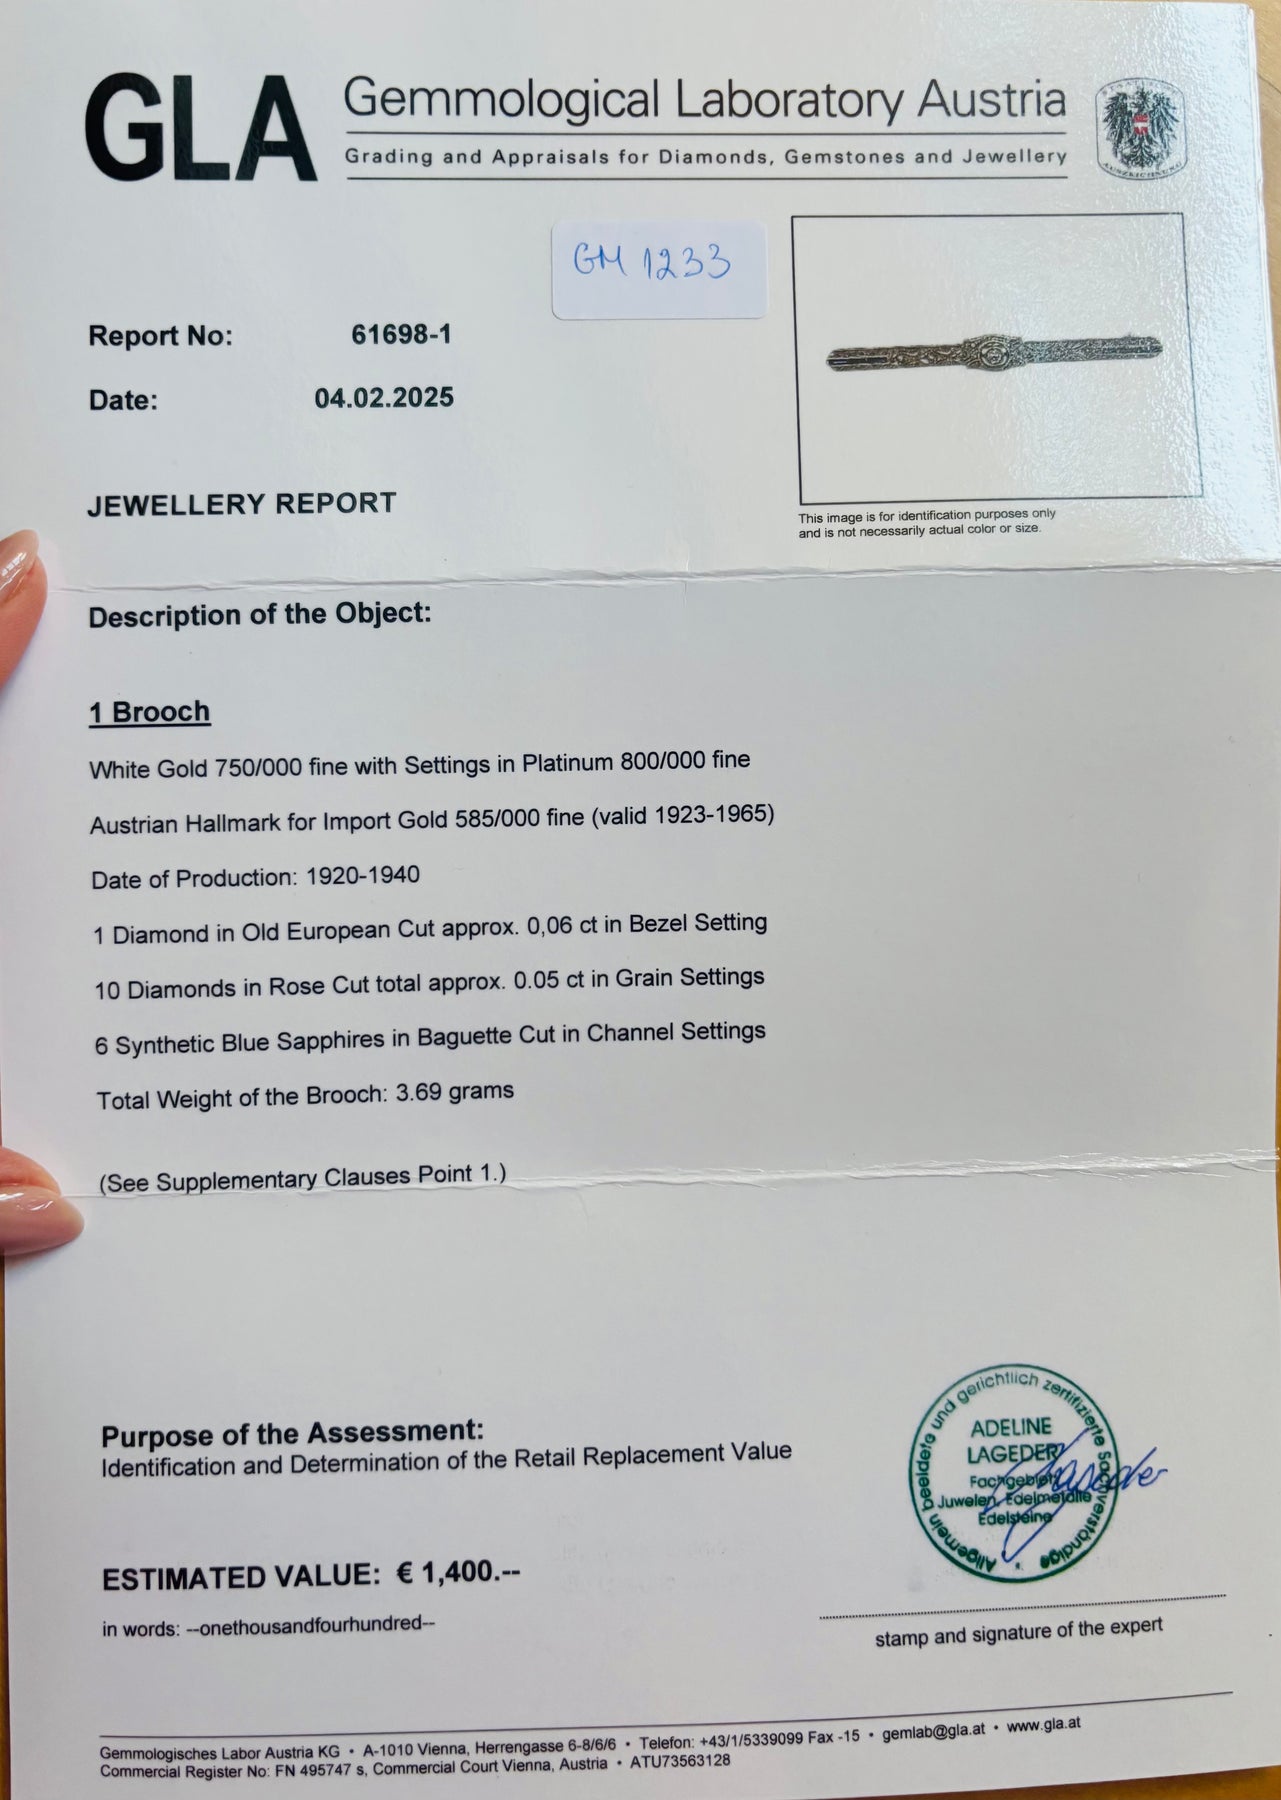 GLA
Gemmological Laboratory Austria
Grading and Appraisals for Diamonds, Gemstones and Jewellery
AUSZEICHNUNG
GM 1233
Report No: 61698-1
Date: 04.02.2025
JEWELLERY REPORT
This image is for identification purposes only
and is not necessarily actual color or size.
Description of the Object:
1 Brooch
White Gold 750/000 fine with Settings in Platinum 800/000 fine
Austrian Hallmark for Import Gold 585/000 fine (valid 1923-1965)
Date of Production: 1920-1940
1 Diamond in Old European Cut approx. 0,06 ct in Bezel Setting
10 Diamonds in Rose Cut total approx. 0.05 ct in Grain Settings
6 Synthetic Blue Sapphires in Baguette Cut in Channel Settings
Total Weight of the Brooch: 3.69 grams
(See Supplementary Clauses Point 1.)
Purpose of the Assessment:
Identification and Determination of the Retail Replacement Value
ESTIMATED VALUE: € 1,400.--
in words: --onethousandfourhundred--
Allgemein beeidete und gerichtlich zertifizierte Sachverständige
ADELINE
LAGEDER
Fachgebiet
Juwelen, Edelmetalle
Edelsteine
stamp and signature of the expert
Gemmologisches Labor Austria KG • A-1010 Vienna, Herrengasse 6-8/6/6 • Telefon: +43/1/5339099 Fax -15 • gemlab@gla.at • www.gla.at
Commercial Register No: FN 495747 s, Commercial Court Vienna, Austria • ATU73563128